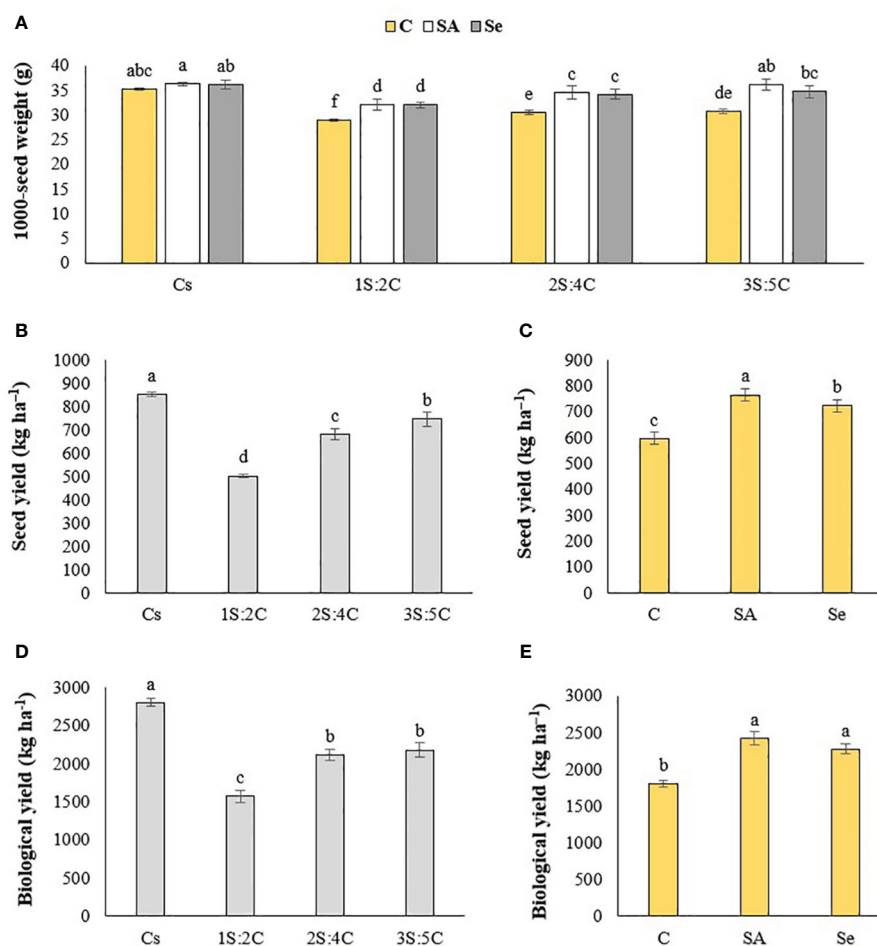 A
C SA Se
1000-seed weight (g)
40
35
30
25
20
15
10
5
0
abc a ab
f d d
e c c
de ab bc
Cs 1S:2C 2S:4C 3S:5C
B
Seed yield (kg ha⁻¹)
1000
900
800
700
600
500
400
300
200
100
0
a d c b
Cs 1S:2C 2S:4C 3S:5C
C
Seed yield (kg ha⁻¹)
900
800
700
600
500
400
300
200
100
0
c a b
C SA Se
D
Biological yield (kg ha⁻¹)
3000
2500
2000
1500
1000
500
0
a c b b
Cs 1S:2C 2S:4C 3S:5C
E
Biological yield (kg ha⁻¹)
3000
2500
2000
1500
1000
500
0
b a a
C SA Se